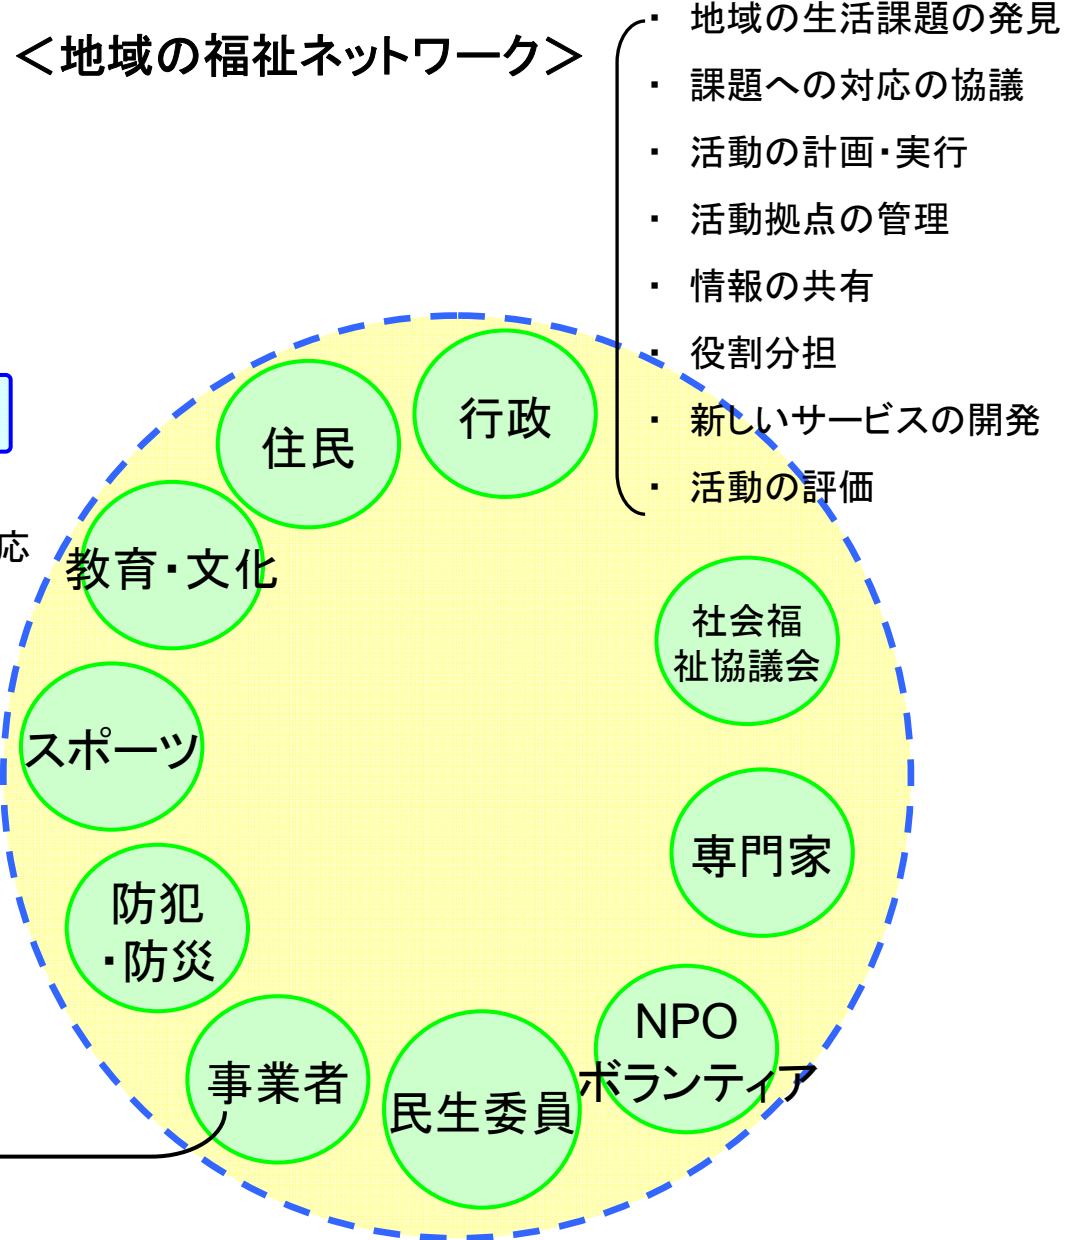 ＜地域の福祉ネットワーク＞
・ 地域の生活課題の発見
・ 課題への対応の協議
・ 活動の計画・実行
・ 活動拠点の管理
・ 情報の共有
・ 役割分担
・ 新しいサービスの開発
・ 活動の評価
行政
住民
応
教育・文化
社会福
祉協議会
スポーツ
専門家
防犯
・防災
NPO
ボランティア
事業者
民生委員